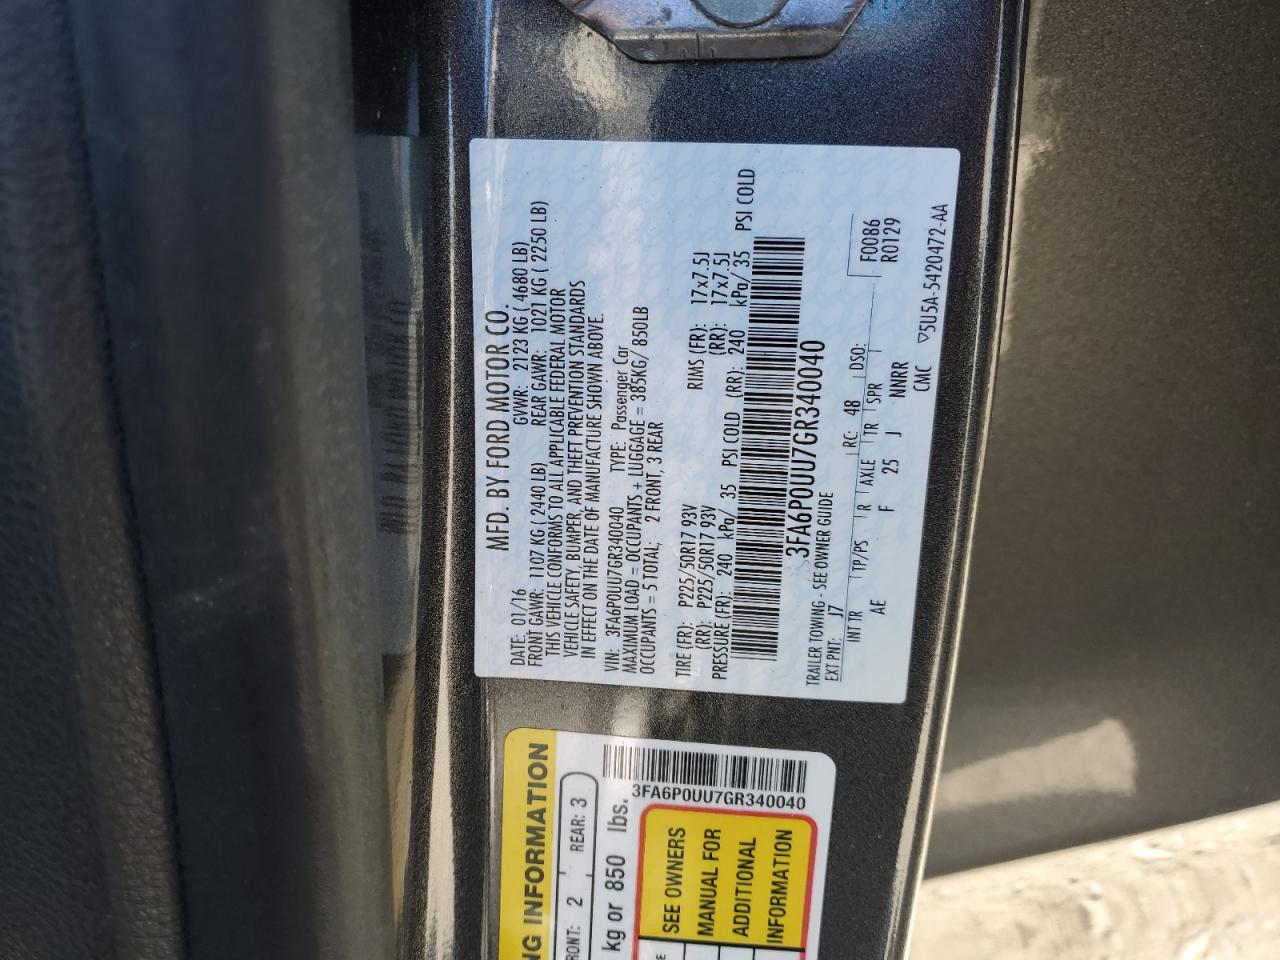 MFD. BY FORD MOTOR CO.
DATE: 01/16 GVWR: 2123 KG ( 4680 LB)
FRONT GAWR: 1107 KG ( 2440 LB) REAR GAWR: 1021 KG ( 2250 LB)
THIS VEHICLE CONFORMS TO ALL APPLICABLE FEDERAL MOTOR
VEHICLE SAFETY, BUMPER, AND THEFT PREVENTION STANDARDS
IN EFFECT ON THE DATE OF MANUFACTURE SHOWN ABOVE.
VIN: 3FA6P0UU7GR340040 TYPE: Passenger Car
MAXIMUM LOAD = OCCUPANTS + LUGGAGE = 385KG/ 850LB
OCCUPANTS = 5 TOTAL; 2 FRONT, 3 REAR
TIRE (FR): P225/50R17 93V RIMS (FR): 17x7.5J
(RR): P225/50R17 93V (RR): 17x7.5J
PRESSURE (FR): 240 kPa/ 35 PSI COLD (RR): 240 kPa/ 35 PSI COLD
3FA6P0UU7GR340040
TRAILER TOWING - SEE OWNER GUIDE
EXT PNT: J7 RC: 48 DSO: F0086
INT TR TP/PS R AXLE TR SPR R0129
AE F 25 J NNRR
CMC ▽5U5A-5420472-AA
NG INFORMATION
RONT: 2 REAR: 3
kg or 850 lbs.
3FA6P0UU7GR340040
SEE OWNERS
MANUAL FOR
ADDITIONAL
INFORMATION